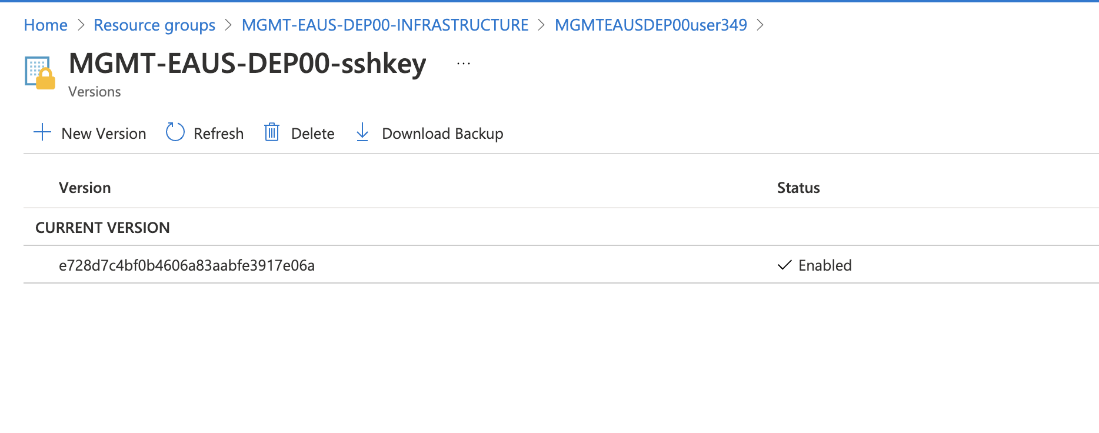 Home > Resource groups > MGMT-EAUS-DEP00-INFRASTRUCTURE > MGMTEAUSDEP00user349 >
MGMT-EAUS-DEP00-sshkey ...
Versions
New Version Refresh Delete Download Backup
Version Status
CURRENT VERSION
e728d7c4bf0b4606a83aabfe3917e06a Enabled